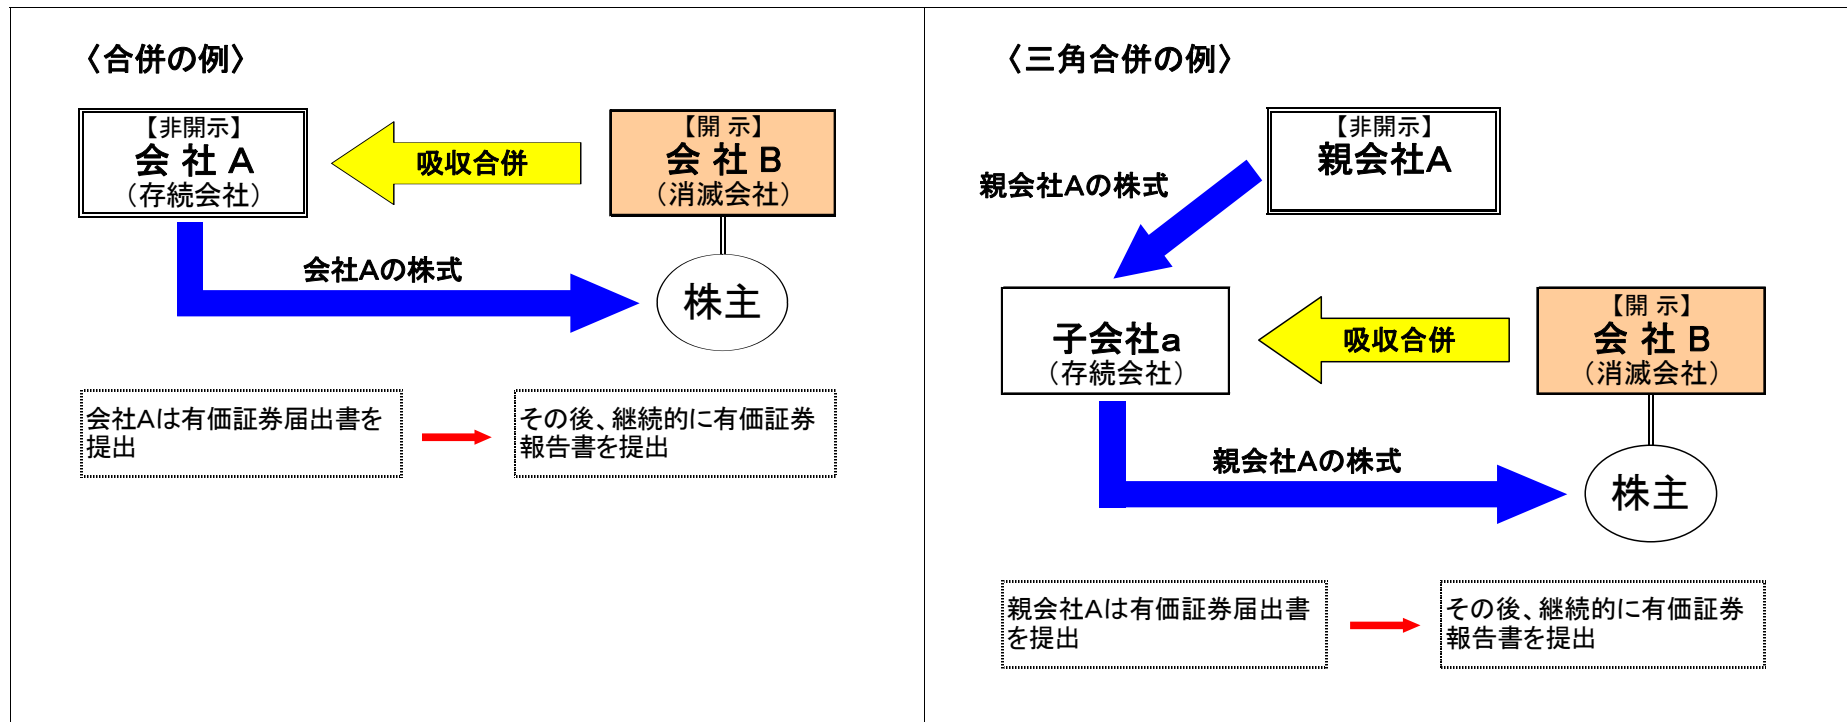 〈合併の例〉
【非開示】
会 社 A
（存続会社）
吸収合併
【開 示】
会 社 B
（消滅会社）
会社Aの株式
株主
会社Aは有価証券届出書を
提出
その後、継続的に有価証券
報告書を提出
〈三角合併の例〉
【非開示】
親会社A
親会社Aの株式
子会社a
（存続会社）
吸収合併
【開 示】
会 社 B
（消滅会社）
親会社Aの株式
株主
親会社Aは有価証券届出書
を提出
その後、継続的に有価証券
報告書を提出